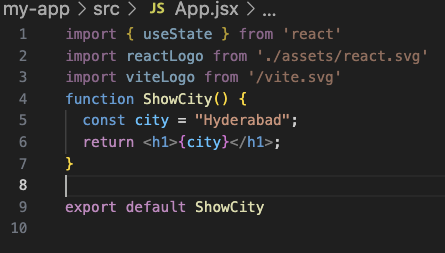 my-app > src > JS App.jsx > ...
1 import { useState } from 'react'
2 import reactLogo from './assets/react.svg'
3 import viteLogo from '/vite.svg'
4 function ShowCity() {
5   const city = "Hyderabad";
6   return <h1>{city}</h1>;
7 }
8
9 export default ShowCity
10